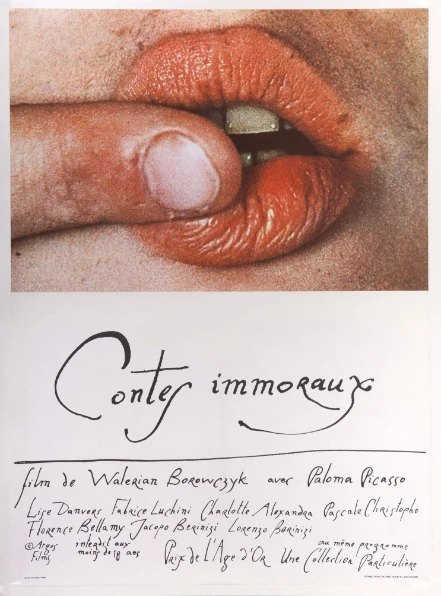 Contes immoraux
film de Walerian Borowczyk avec Paloma Picasso
Lise Danvers Fabrice Luchini Charlotte Alexandra Pascale Christophe
Florence Bellamy Jacopo Berinizi Lorenzo Berinizi
© Argos Films
interdit aux moins de 18 ans
Prix de L'Age d'Or
au même programme
Une Collection Particulière